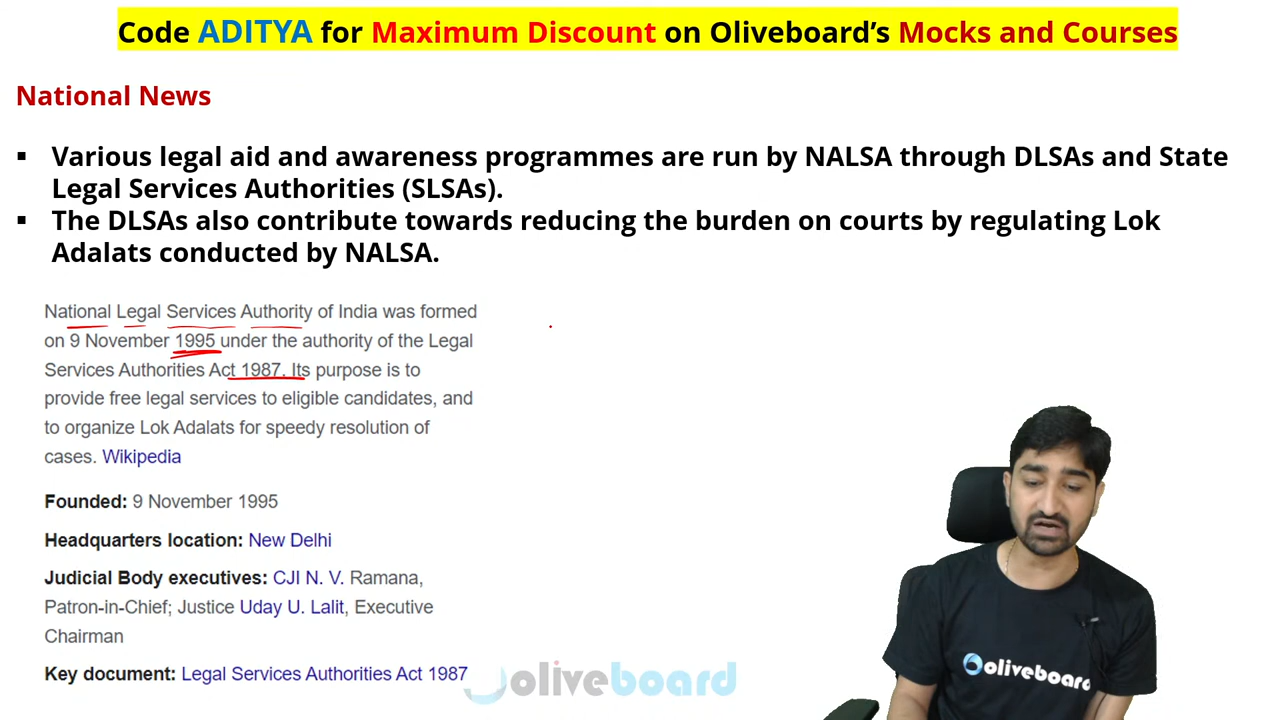 Code ADITYA for Maximum Discount on Oliveboard’s Mocks and Courses
National News
▪ Various legal aid and awareness programmes are run by NALSA through DLSAs and State
Legal Services Authorities (SLSAs).
▪ The DLSAs also contribute towards reducing the burden on courts by regulating Lok
Adalats conducted by NALSA.
National Legal Services Authority of India was formed
on 9 November 1995 under the authority of the Legal
Services Authorities Act 1987. Its purpose is to
provide free legal services to eligible candidates, and
to organize Lok Adalats for speedy resolution of
cases. Wikipedia
Founded: 9 November 1995
Headquarters location: New Delhi
Judicial Body executives: CJI N. V. Ramana,
Patron-in-Chief; Justice Uday U. Lalit, Executive
Chairman
Key document: Legal Services Authorities Act 1987
oliveboard
oliveboard